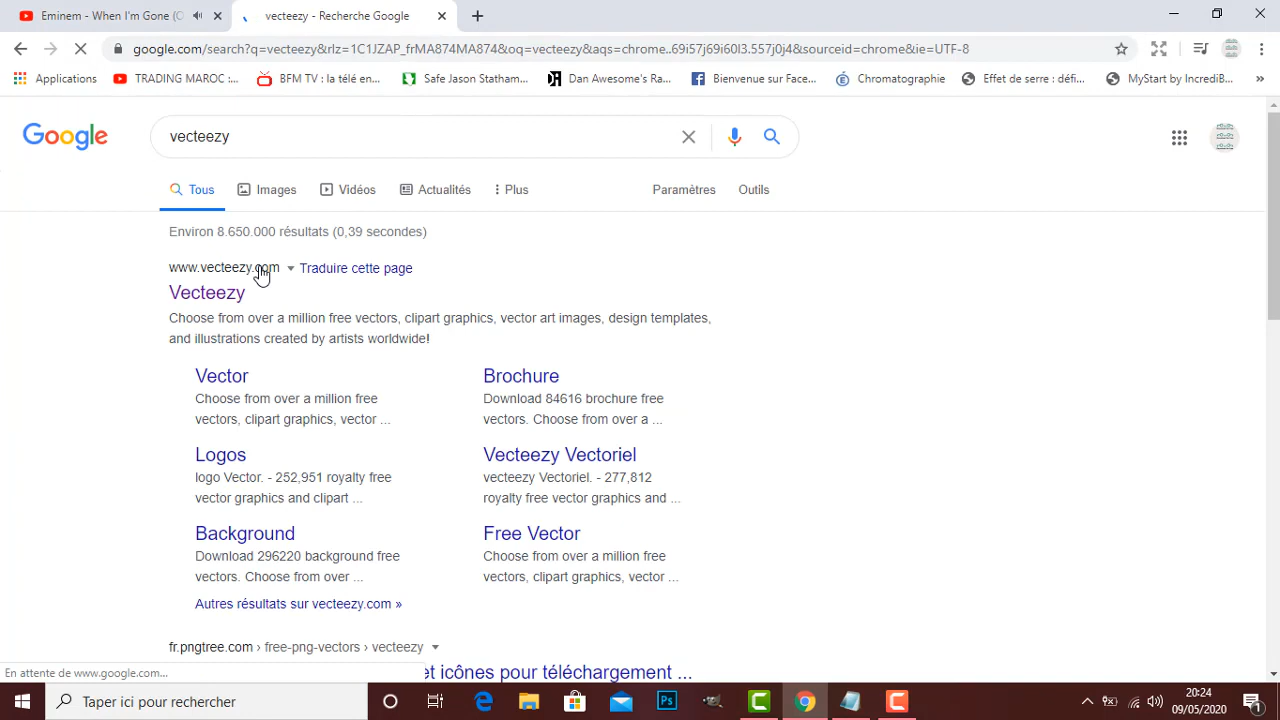 Eminem - When I'm Gone (O
vecteezy - Recherche Google
google.com/search?q=vecteezy&rlz=1C1JZAP_frMA874MA874&oq=vecteezy&aqs=chrome..69i57j69i60l3.557j0j4&sourceid=chrome&ie=UTF-8
Applications
TRADING MAROC :...
BFM TV : la télé en...
Safe Jason Statham...
Dan Awesome's Ra...
Bienvenue sur Face...
Chromatographie
Effet de serre : défi...
MyStart by IncrediB...
»
Google
vecteezy
Tous
Images
Vidéos
Actualités
Plus
Paramètres
Outils
Environ 8.650.000 résultats (0,39 secondes)
www.vecteezy.com Traduire cette page
Vecteezy
Choose from over a million free vectors, clipart graphics, vector art images, design templates,
and illustrations created by artists worldwide!
Vector
Choose from over a million free
vectors, clipart graphics, vector ...
Brochure
Download 84616 brochure free
vectors. Choose from over a ...
Logos
logo Vector. - 252,951 royalty free
vector graphics and clipart ...
Vecteezy Vectoriel
vecteezy Vectoriel. - 277,812
royalty free vector graphics and ...
Background
Download 296220 background free
vectors. Choose from over ...
Free Vector
Choose from over a million free
vectors, clipart graphics, vector ...
Autres résultats sur vecteezy.com »
fr.pngtree.com › free-png-vectors › vecteezy
et icônes pour téléchargement ...
En attente de www.google.com...
Taper ici pour rechercher
Ps
20:24
09/05/2020
1